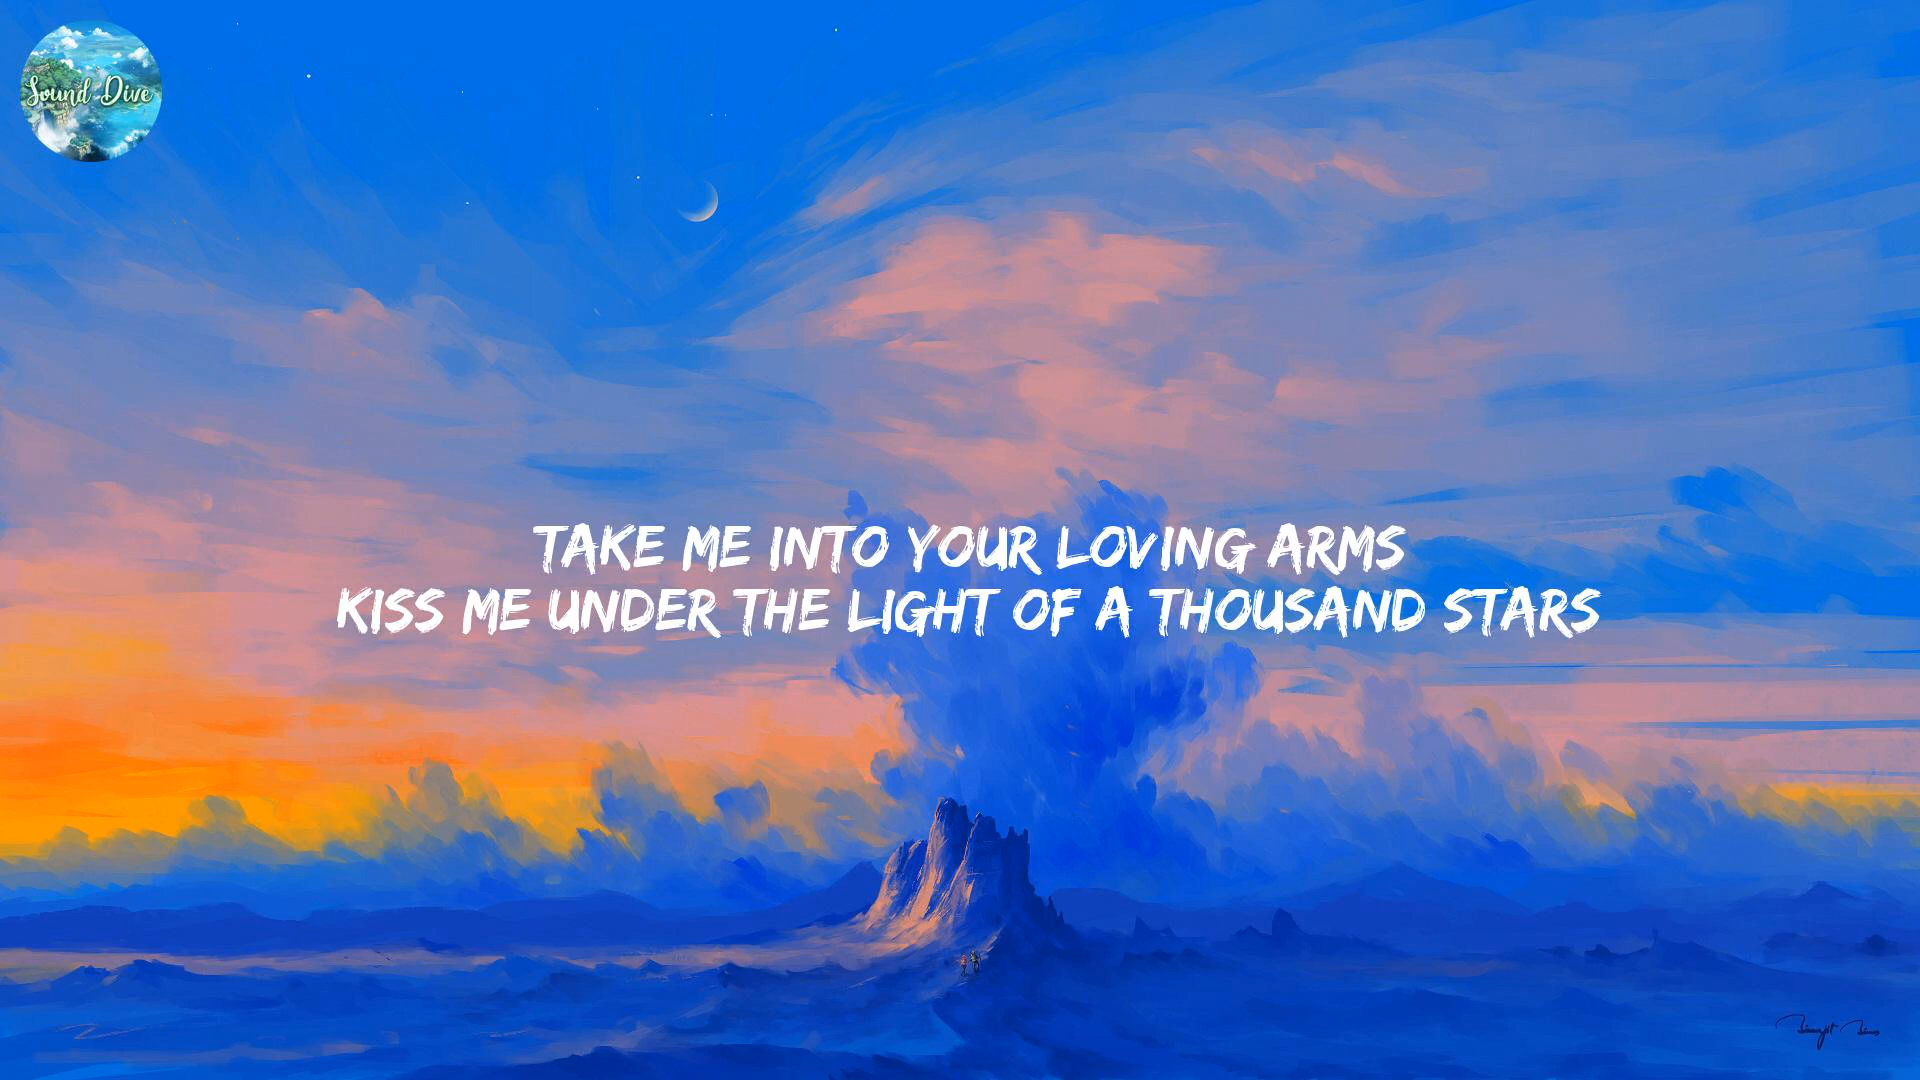 Sound Dive
TAKE ME INTO YOUR LOVING ARMS
KISS ME UNDER THE LIGHT OF A THOUSAND STARS